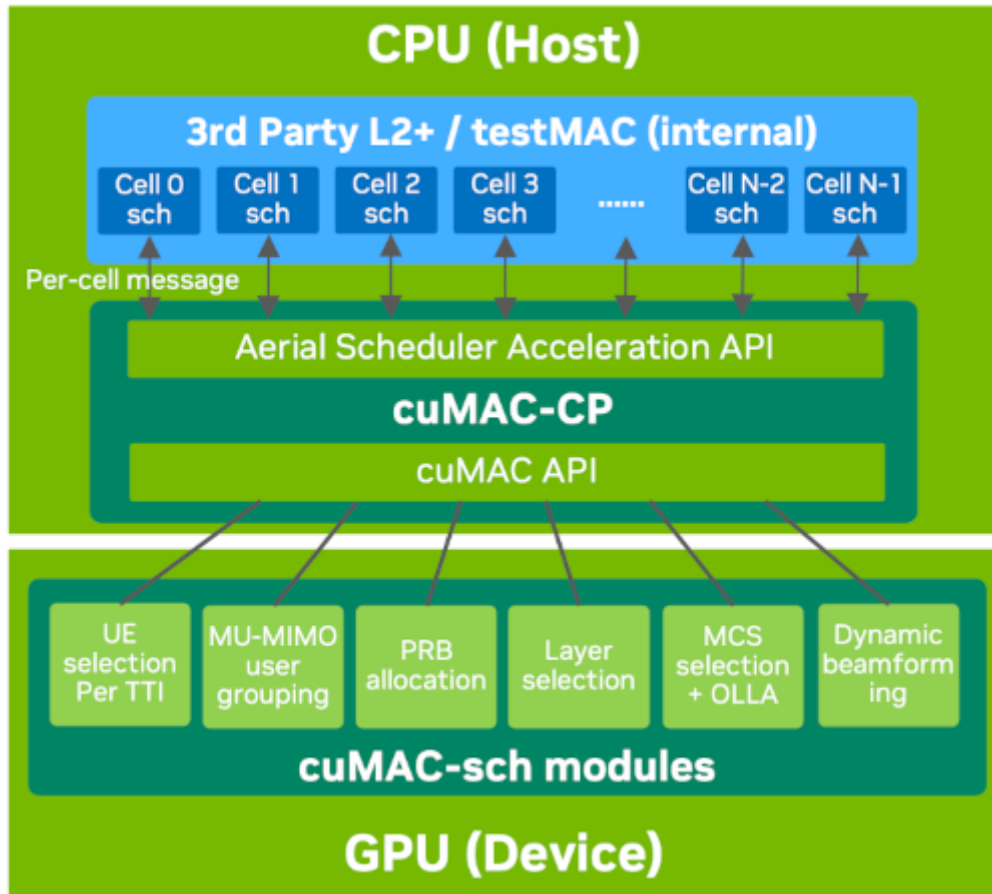 CPU (Host)
3rd Party L2+ / testMAC (internal)
Cell 0 sch
Cell 1 sch
Cell 2 sch
Cell 3 sch
......
Cell N-2 sch
Cell N-1 sch
Per-cell message
Aerial Scheduler Acceleration API
cuMAC-CP
cuMAC API
UE
selection
Per TTI
MU-MIMO
user
grouping
PRB
allocation
Layer
selection
MCS
selection
+ OLLA
Dynamic
beamform
ing
cuMAC-sch modules
GPU (Device)